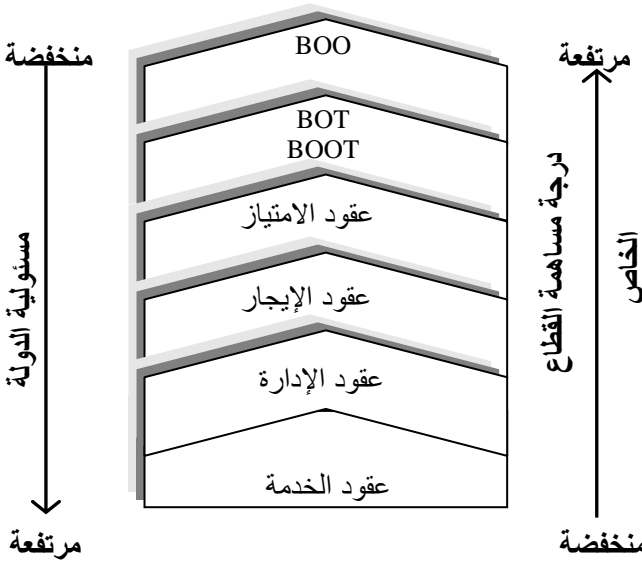 مرتفعة
منخفضة
BOO
BOT
BOOT
عقود الامتياز
عقود الإيجار
عقود الإدارة
عقود الخدمة
درجة مساهمة القطاع
الخاص
مسئولية الدولة
منخفضة
مرتفعة